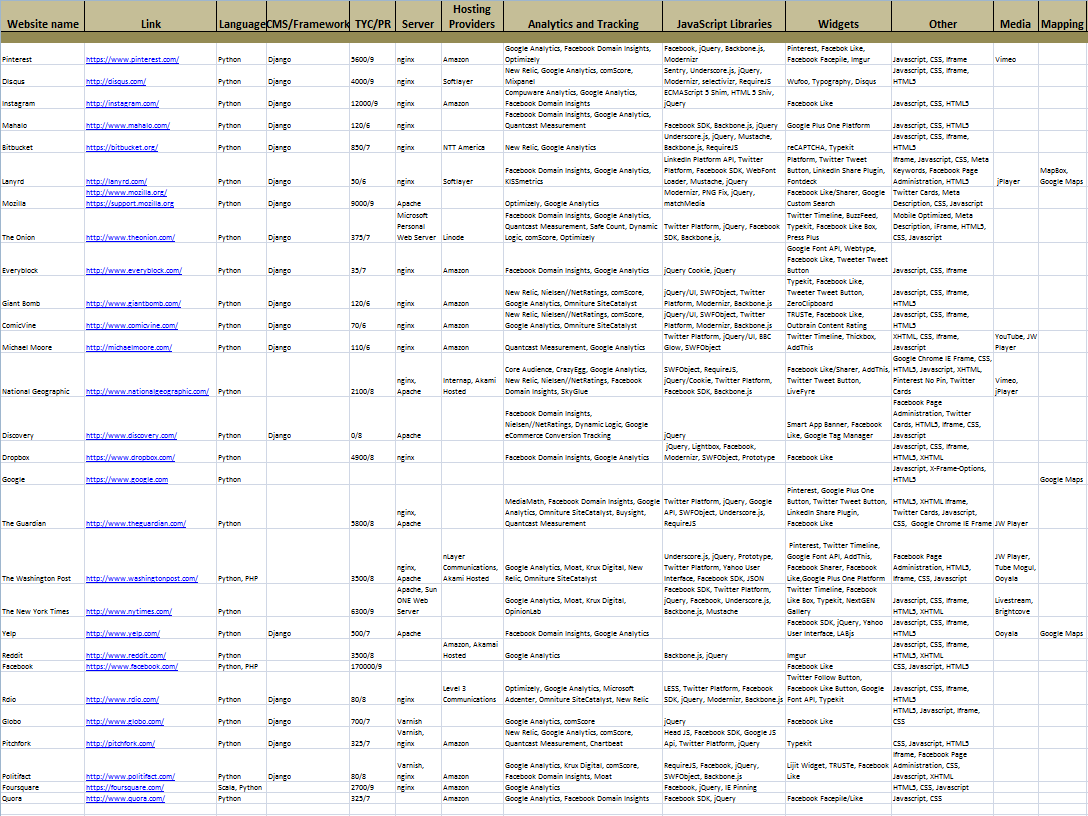 Website name
Link
Language
CMS/Framework
TYC/PR
Server
Hosting
Providers
Analytics and Tracking
JavaScript Libraries
Widgets
Other
Media
Mapping
Pinterest
https://www.pinterest.com/
Python
Django
5600/9
nginx
Amazon
Google Analytics, Facebook Domain Insights,
Optimizely
Facebook, jQuery, Backbone.js,
Modernizr
Pinterest, Facebok Like,
Facebook Facepile, Imgur
Javascript, CSS, Iframe
Vimeo
Disqus
http://disqus.com/
Python
Django
4000/9
nginx
Softlayer
New Relic, Google Analytics, comScore,
Mixpanel
Sentry, Underscore.js, jQuery,
Modernizr, selectivizr, RequireJS
Wufoo, Typography, Disqus
Javascript, CSS, Iframe,
HTML5
Instagram
http://instagram.com/
Python
Django
12000/9
nginx
Amazon
Compuware Analytics, Google Analytics,
Facebook Domain Insights
ECMAScript 5 Shim, HTML 5 Shiv,
jQuery
Facebook Like
Javascript, CSS, HTML5
Mahalo
http://www.mahalo.com/
Python
Django
120/6
nginx
Facebook Domain Insights, Google Analytics,
Quantcast Measurement
Facebook SDK, Backbone.js, jQuery
Google Plus One Platform
Javascript, CSS, HTML5
Bitbucket
https://bitbucket.org/
Python
Django
850/7
nginx
NTT America
New Relic, Google Analytics
Underscore.js, jQuery, Mustache,
Backbone.js, RequireJS
reCAPTCHA, Typekit
Javascript, CSS, Iframe,
HTML5
Lanyrd
http://lanyrd.com/
Python
Django
50/6
nginx
Softlayer
Facebook Domain Insights, Google Analytics,
KISSmetrics
LinkedIn Platform API, Twitter
Platform, Facebook SDK, WebFont
Loader, Mustache, jQuery
Platform, Twitter Tweet
Button, LinkedIn Share Plugin,
Fontdeck
Iframe, Javascript, CSS, Meta
Keywords, Facebook Page
Administration, HTML5
jPlayer
MapBox,
Google Maps
Mozilla
http://www.mozilla.org/
https://support.mozilla.org
Python
Django
9000/9
Apache
Optimizely, Google Analytics
Modernizr, PNG Fix, jQuery,
matchMedia
Facebook Like/Sharer, Google
Custom Search
Twitter Cards, Meta
Description, CSS, Javascript
The Onion
http://www.theonion.com/
Python
Django
375/7
Microsoft
Personal
Web Server
Linode
Facebook Domain Insights, Google Analytics,
Quantcast Measurement, Safe Count, Dynamic
Logic, comScore, Optimizely
Twitter Platform, jQuery, Facebook
SDK, Backbone.js,
Twitter Timeline, BuzzFeed,
Typekit, Facebook Like Box,
Press Plus
Mobile Optimized, Meta
Description, iFrame, HTML5,
CSS, Javascript
Everyblock
http://www.everyblock.com/
Python
Django
35/7
nginx
Amazon
Facebook Domain Insights, Google Analytics
jQuery Cookie, jQuery
Google Font API, Webtype,
Facebook Like, Tweeter Tweet
Button
Javascript, CSS, Iframe
Giant Bomb
http://www.giantbomb.com/
Python
Django
120/6
nginx
Amazon
New Relic, Nielsen//NetRatings, comScore,
Google Analytics, Omniture SiteCatalyst
jQuery/UI, SWFObject, Twitter
Platform, Modernizr, Backbone.js
Typekit, Facebook Like,
Tweeter Tweet Button,
ZeroClipboard
Javascript, CSS, Iframe,
HTML5
ComicVine
http://www.comicvine.com/
Python
Django
70/6
nginx
Amazon
New Relic, Nielsen//NetRatings, comScore,
Google Analytics, Omniture SiteCatalyst
jQuery/UI, SWFObject, Twitter
Platform, Modernizr, Backbone.js
TRUSTe, Facebook Like,
Outbrain Content Rating
Javascript, CSS, Iframe,
HTML5
Michael Moore
http://michaelmoore.com/
Python
Django
110/6
nginx
Amazon
Quantcast Measurement, Google Analytics
Twitter Platform, jQuery/UI, BBC
Glow, SWFObject
Twitter Timeline, Thickbox,
AddThis
XHTML, CSS, Iframe,
Javascript
YouTube, JW
Player
National Geographic
http://www.nationalgeographic.com/
Python
2100/8
nginx,
Apache
Internap, Akami
Hosted
Core Audience, CrazyEgg, Google Analytics,
New Relic, Nielsen//NetRatings, Facebook
Domain Insights, SkyGlue
SWFObject, RequireJS,
jQuery/Cookie, Twitter Platform,
Facebook SDK, Backbone.js
Facebook Like/Sharer, AddThis,
Twitter Tweet Button,
LiveFyre
Google Chrome IE Frame, CSS,
HTML5, Javascript, XHTML,
Pinterest No Pin, Twitter
Cards
Vimeo,
jPlayer
Discovery
http://www.discovery.com/
Python
Django
0/8
Apache
Facebook Domain Insights,
Nielsen//NetRatings, Dynamic Logic, Google
eCommerce Conversion Tracking
jQuery
Smart App Banner, Facebook
Like, Google Tag Manager
Facebook Page
Administration, Twitter
Cards, HTML5, Iframe, CSS,
Javascript
Dropbox
https://www.dropbox.com/
Python
4900/8
nginx
Facebook Domain Insights, Google Analytics
jQuery, Lightbox, Facebook,
Modernizr, SWFObject, Prototype
Facebook Like
Javascript, CSS, Iframe,
HTML5, XHTML
Google
https://www.google.com
Python
Javascript, X-Frame-Options,
HTML5
Google Maps
The Guardian
http://www.theguardian.com/
Python
5800/8
nginx,
Apache
MediaMath, Facebook Domain Insights, Google
Analytics, Omniture SiteCatalyst, Buysight,
Quantcast Measurement
Twitter Platform, jQuery, Google
API, SWFObject, Underscore.js,
RequireJS
Pinterest, Google Plus One
Button, Twitter Tweet Button,
LinkedIn Share Plugin,
Facebook Like
HTML5, XHTML Iframe,
Twitter Cards, Javascript,
CSS, Google Chrome IE Frame
JW Player
The Washington Post
http://www.washingtonpost.com/
Python, PHP
3500/8
nginx,
Apache
nLayer
Communications,
Akami Hosted
Google Analytics, Moat, Krux Digital, New
Relic, Omniture SiteCatalyst
Underscore.js, jQuery, Prototype,
Twitter Platform, Yahoo User
Interface, Facebook SDK, JSON
Pinterest, Twitter Timeline,
Google Font API, AddThis,
Facebook Sharer, Facebook
Like,Google Plus One Platform
Facebook Page
Administration, HTML5,
Iframe, CSS, Javascript
JW Player,
Tube Mogul,
Ooyala
The New York Times
http://www.nytimes.com/
Python
6300/9
Apache, Sun
ONE Web
Server
Google Analytics, Moat, Krux Digital,
OpinionLab
Facebook SDK, Twitter Platform,
jQuery, Facebook, Underscore.js,
Backbone.js, Mustache
Twitter Timeline, Facebook
Like Box, Typekit, NextGEN
Gallery
Javascript, CSS, Iframe,
HTML5, XHTML
Livestream,
Brightcove
Yelp
http://www.yelp.com/
Python
Django
500/7
Apache
Facebook Domain Insights, Google Analytics
Facebook SDK, jQuery, Yahoo
User Interface, LABjs
Javascript, CSS, Iframe,
HTML5
Ooyala
Google Maps
Reddit
http://www.reddit.com/
Python
3500/8
Amazon, Akamai
Hosted
Google Analytics
Backbone.js, jQuery
Imgur
Javascript, CSS, Iframe,
HTML5, XHTML
Facebook
https://www.facebook.com/
Python, PHP
170000/9
Facebook Like
CSS, Javascript, HTML5
Rdio
http://www.rdio.com/
Python
Django
80/8
nginx
Level 3
Communications
Optimizely, Google Analytics, Microsoft
Adcenter, Omniture SiteCatalyst, New Relic
LESS, Twitter Platform, Facebook
SDK, jQuery, Modernizr, Backbone.js
Twitter Follow Button,
Facebook Like Button, Google
Font API, Typekit
Javascript, CSS, Iframe,
HTML5
Globo
http://www.globo.com/
Python
Django
700/7
Varnish
Google Analytics, comScore
jQuery
Facebook Like
HTML5, Javascript, Iframe,
CSS
Pitchfork
http://pitchfork.com/
Python
Django
325/7
Varnish,
nginx
Amazon
New Relic, Google Analytics, comScore,
Quantcast Measurement, Chartbeat
Head JS, Facebook SDK, Google JS
Api, Twitter Platform, jQuery
Typekit
CSS, Javascript, HTML5
Politifact
http://www.politifact.com/
Python
Django
80/8
Varnish,
nginx
Amazon
Google Analytics, Krux Digital, comScore,
Facebook Domain Insights, Moat
RequireJS, Facebook, jQuery,
SWFObject, Backbone.js
Lijit Widget, TRUSTe, Facebook
Like
Iframe, Facebook Page
Administration, CSS,
Javascript, XHTML
Foursquare
https://foursquare.com/
Scala, Python
2700/9
nginx
Amazon
Google Analytics
Facebook, jQuery, IE Pinning
HTML5, CSS, Javascript
Quora
http://www.quora.com/
Python
325/7
Amazon
Google Analytics, Facebook Domain Insights
Facebook SDK, jQuery
Facebook Facepile/Like
Javascript, CSS